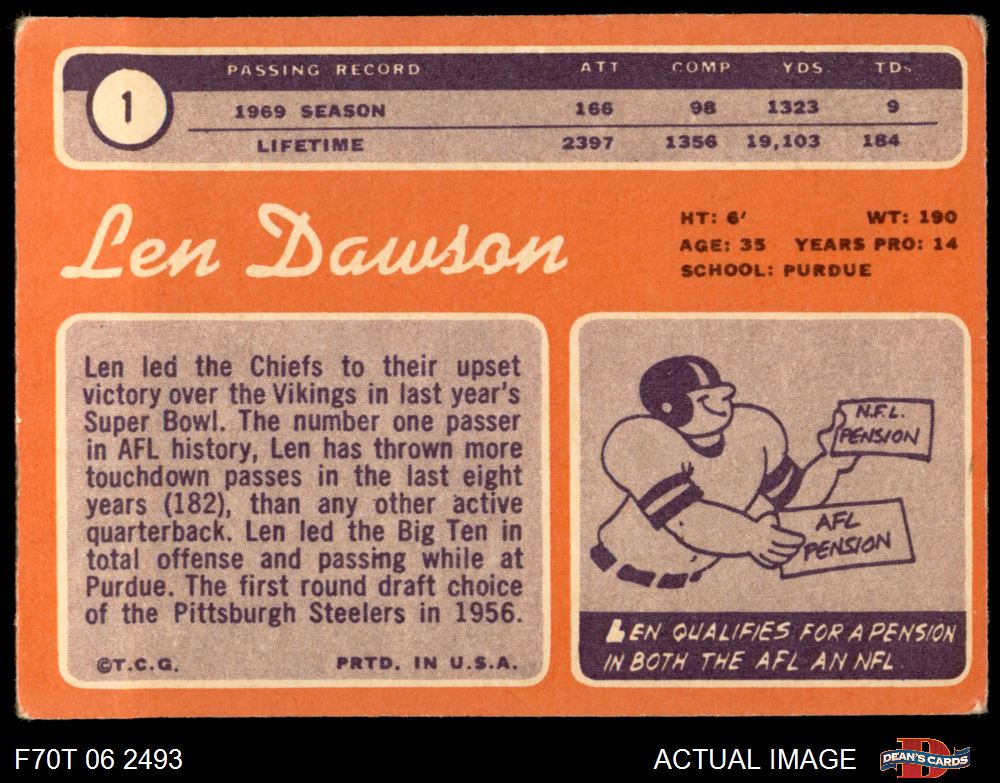 PASSING RECORD ATT COMP YDS. TDs
1 1969 SEASON 166 98 1323 9
LIFETIME 2397 1356 19,103 184
Len Dawson
HT: 6' WT: 190
AGE: 35 YEARS PRO: 14
SCHOOL: PURDUE
Len led the Chiefs to their upset
victory over the Vikings in last year's
Super Bowl. The number one passer
in AFL history, Len has thrown more
touchdown passes in the last eight
years (182), than any other active
quarterback. Len led the Big Ten in
total offense and passing while at
Purdue. The first round draft choice
of the Pittsburgh Steelers in 1956.
©T.C.G. PRTD. IN U.S.A.
N.F.L.
PENSION
AFL
PENSION
LEN QUALIFIES FOR A PENSION
IN BOTH THE AFL AN NFL.
F70T 06 2493 ACTUAL IMAGE DEAN'S CARDS